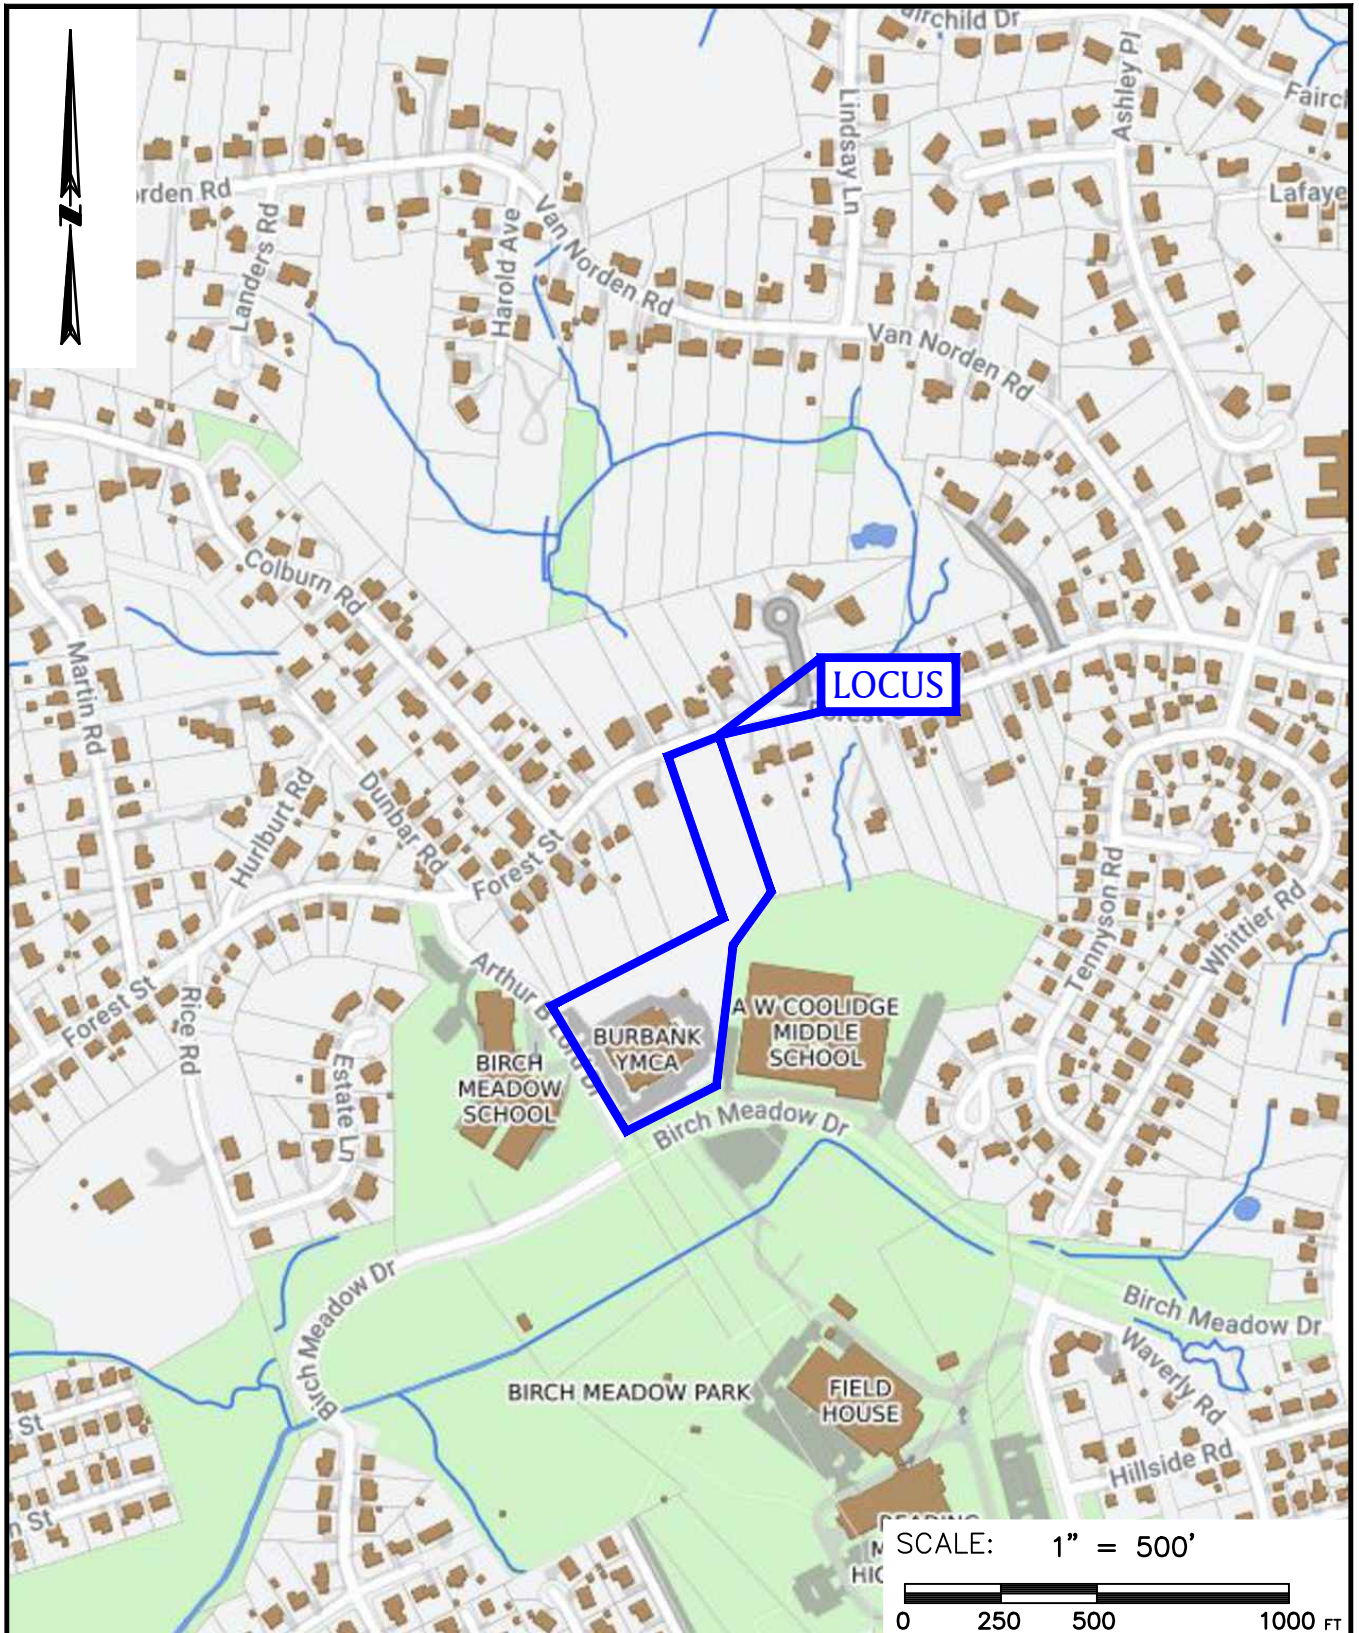 Fairchild Dr
Ashley Pl
Lindsay Ln
Lafaye
orden Rd
Landers Rd
Harold Ave
Van Norden Rd
Van Norden Rd
N
Colburn Rd
Martin Rd
LOCUS
Hurlburt Rd
Dunbar Rd
Forest St
Tennyson Rd
Whittier Rd
Forest St
Rice Rd
Arthur B Lord Dr
Estate Ln
BIRCH
MEADOW
SCHOOL
BURBANK
YMCA
A W COOLIDGE
MIDDLE
SCHOOL
Birch Meadow Dr
Birch Meadow Dr
Birch Meadow Dr
Waverly Rd
Hillside Rd
BIRCH MEADOW PARK
FIELD
HOUSE
St
n St
SCALE: 1" = 500'
0 250 500 1000 FT